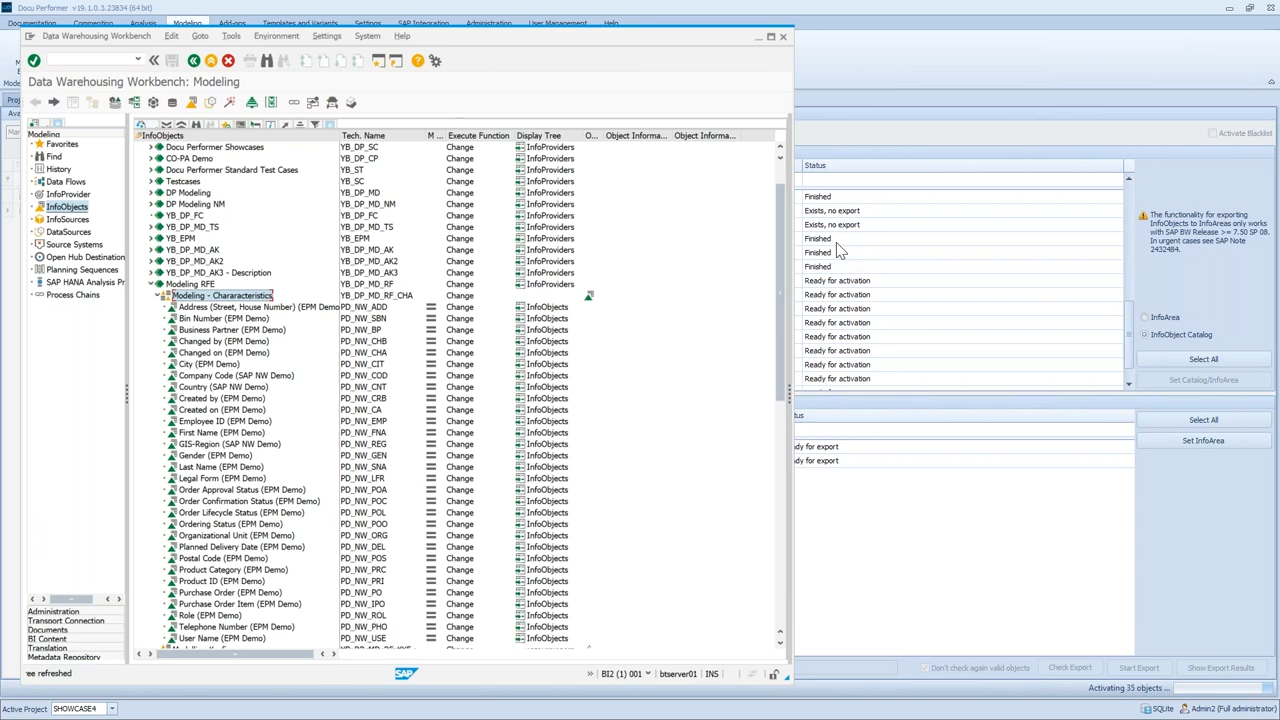 Docu Performer v19.1.0.3.23834 (64 bit)
Documentation Commenting Analysis Modeling Add-ons Templates and Variants Settings SAP Integration Administration User Management Help
Data Warehousing Workbench Edit Goto Tools Environment Settings System Help
Data Warehousing Workbench: Modeling
Modeling
Favorites
Find
History
Data Flows
InfoProvider
InfoObjects
InfoSources
DataSources
Source Systems
Open Hub Destination
Planning Sequences
SAP HANA Analysis Pr
Process Chains
Administration
Transport Connection
Documents
BI Content
Translation
Metadata Repository
InfoObjects Tech. Name M ... Execute Function Display Tree O... Object Informa... Object Informa...
Docu Performer Showcases YB_DP_SC Change InfoProviders
CO-PA Demo YB_DP_CP Change InfoProviders
Docu Performer Standard Test Cases YB_ST Change InfoProviders
Testcases YB_SC Change InfoProviders
DP Modeling YB_DP_MD Change InfoProviders
DP Modeling NM YB_DP_MD_NM Change InfoProviders
YB_DP_FC YB_DP_FC Change InfoProviders
YB_DP_MD_TS YB_DP_MD_TS Change InfoProviders
YB_EPM YB_EPM Change InfoProviders
YB_DP_MD_AK YB_DP_MD_AK Change InfoProviders
YB_DP_MD_AK2 YB_DP_MD_AK2 Change InfoProviders
YB_DP_MD_AK3 - Description YB_DP_MD_AK3 Change InfoProviders
Modeling RFE YB_DP_MD_RF Change InfoProviders
Modeling - Chararacteristics YB_DP_MD_RF_CHA Change
Address (Street, House Number) (EPM Demo PD_NW_ADD Change InfoObjects
Bin Number (EPM Demo) PD_NW_SBN Change InfoObjects
Business Partner (EPM Demo) PD_NW_BP Change InfoObjects
Changed by (EPM Demo) PD_NW_CHB Change InfoObjects
Changed on (EPM Demo) PD_NW_CHA Change InfoObjects
City (EPM Demo) PD_NW_CIT Change InfoObjects
Company Code (SAP NW Demo) PD_NW_COD Change InfoObjects
Country (SAP NW Demo) PD_NW_CNT Change InfoObjects
Created by (EPM Demo) PD_NW_CRB Change InfoObjects
Created on (EPM Demo) PD_NW_CA Change InfoObjects
Employee ID (EPM Demo) PD_NW_EMP Change InfoObjects
First Name (EPM Demo) PD_NW_FNA Change InfoObjects
GIS-Region (SAP NW Demo) PD_NW_REG Change InfoObjects
Gender (EPM Demo) PD_NW_GEN Change InfoObjects
Last Name (EPM Demo) PD_NW_SNA Change InfoObjects
Legal Form (EPM Demo) PD_NW_LFR Change InfoObjects
Order Approval Status (EPM Demo) PD_NW_POA Change InfoObjects
Order Confirmation Status (EPM Demo) PD_NW_POC Change InfoObjects
Order Lifecycle Status (EPM Demo) PD_NW_POL Change InfoObjects
Ordering Status (EPM Demo) PD_NW_POO Change InfoObjects
Organizational Unit (EPM Demo) PD_NW_ORG Change InfoObjects
Planned Delivery Date (EPM Demo) PD_NW_DEL Change InfoObjects
Postal Code (EPM Demo) PD_NW_POS Change InfoObjects
Product Category (EPM Demo) PD_NW_PRC Change InfoObjects
Product ID (EPM Demo) PD_NW_PRI Change InfoObjects
Purchase Order (EPM Demo) PD_NW_PO Change InfoObjects
Purchase Order Item (EPM Demo) PD_NW_IPO Change InfoObjects
Role (EPM Demo) PD_NW_ROL Change InfoObjects
Telephone Number (EPM Demo) PD_NW_PHO Change InfoObjects
User Name (EPM Demo) PD_NW_USE Change InfoObjects
ree refreshed SAP BI2 (1) 001 btserver01 INS
Activate Blacklist
Status
Finished
Exists, no export
Exists, no export
Finished
Finished
Finished
Ready for activation
Ready for activation
Ready for activation
Ready for activation
Ready for activation
Ready for activation
Ready for activation
Ready for activation
The functionality for exporting
InfoObjects to InfoAreas only works
with SAP BW Release >= 7.50 SP 08.
In urgent cases see SAP Note
2432484.
InfoArea
InfoObject Catalog
Select All
Set Catalog/InfoArea
atus
dy for export
dy for export
Select All
Set InfoArea
Don't check again valid objects Check Export Start Export Show Export Results
Activating 35 objects ...
Active Project SHOWCASE4 SQLite Admin2 (Full administrator)